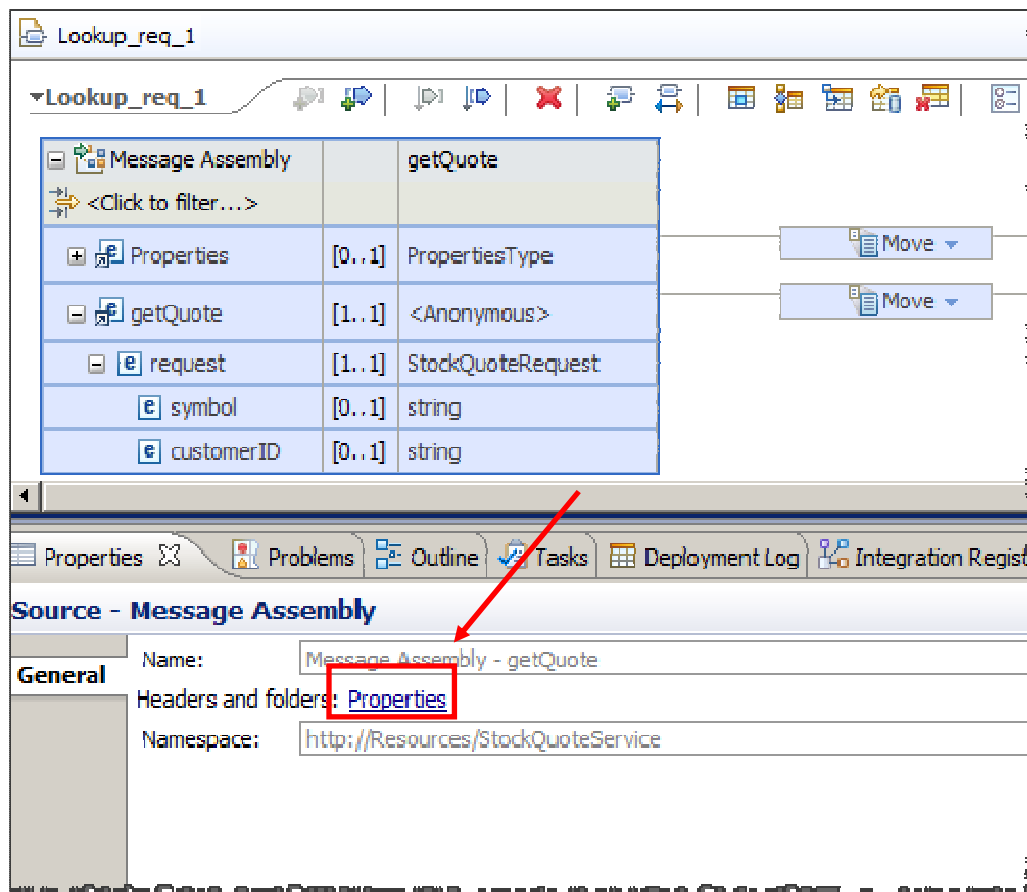 Lookup_req_1
Lookup_req_1
Message Assembly getQuote
<Click to filter...>
Properties [0..1] PropertiesType
Move
getQuote [1..1] <Anonymous>
Move
request [1..1] StockQuoteRequest
symbol [0..1] string
customerID [0..1] string
Properties Problems Outline Tasks Deployment Log Integration Regist
Source - Message Assembly
General
Name: Message Assembly - getQuote
Headers and folders: Properties
Namespace: http://Resources/StockQuoteService